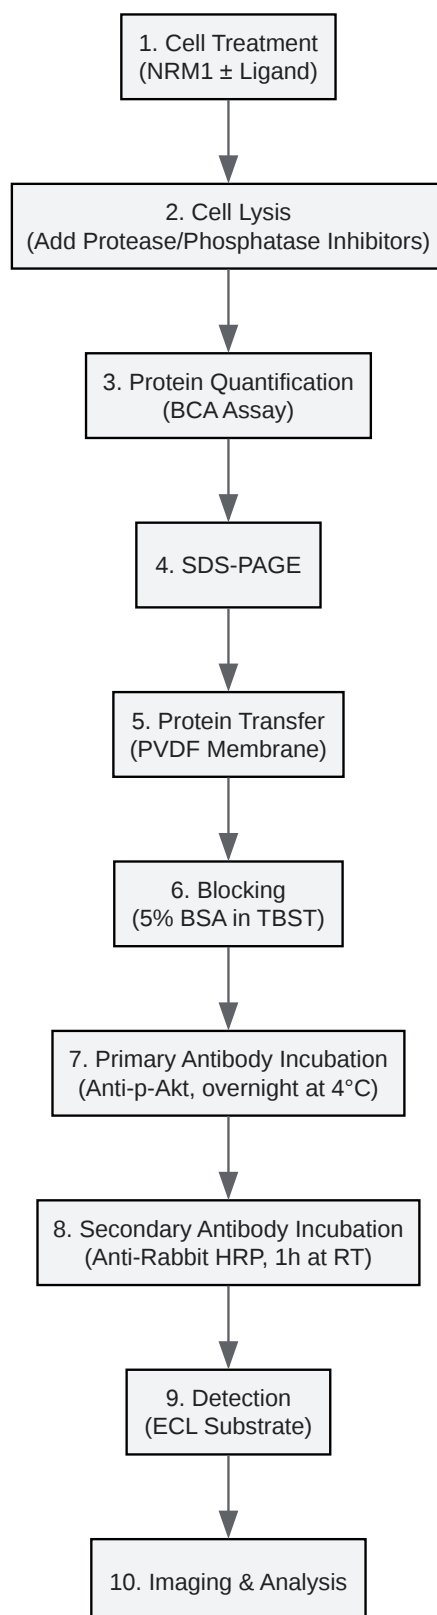 1. Cell Treatment
(NRM1 ± Ligand)
2. Cell Lysis
(Add Protease/Phosphatase Inhibitors)
3. Protein Quantification
(BCA Assay)
4. SDS-PAGE
5. Protein Transfer
(PVDF Membrane)
6. Blocking
(5% BSA in TBST)
7. Primary Antibody Incubation
(Anti-p-Akt, overnight at 4°C)
8. Secondary Antibody Incubation
(Anti-Rabbit HRP, 1h at RT)
9. Detection
(ECL Substrate)
10. Imaging & Analysis